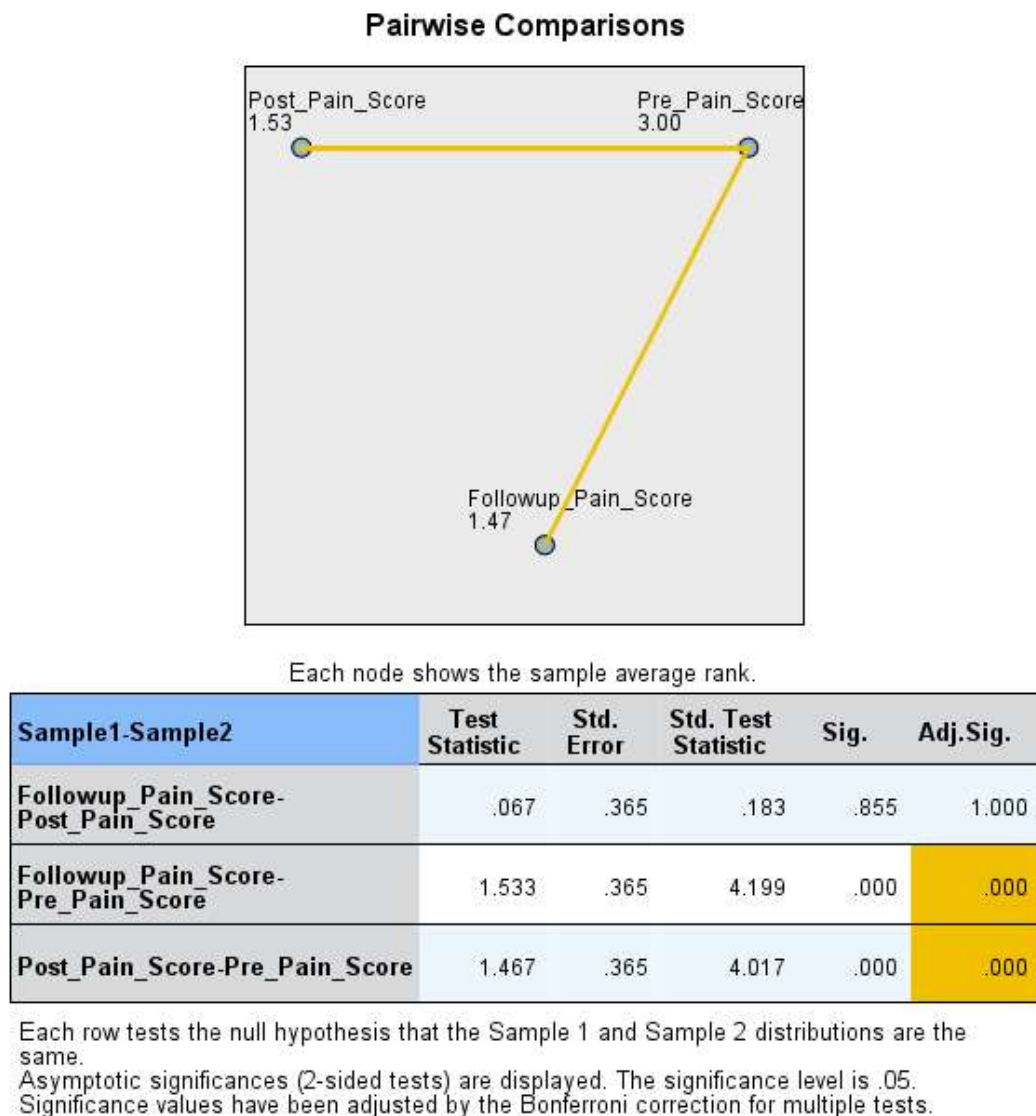 Pairwise Comparisons
Post_Pain_Score
1.53
Pre_Pain_Score
3.00
Followup_Pain_Score
1.47
Each node shows the sample average rank.
Sample1-Sample2 Test Statistic Std. Error Std. Test Statistic Sig. Adj.Sig.
Followup_Pain_Score-
Post_Pain_Score .067 .365 .183 .855 1.000
Followup_Pain_Score-
Pre_Pain_Score 1.533 .365 4.199 .000 .000
Post_Pain_Score-Pre_Pain_Score 1.467 .365 4.017 .000 .000
Each row tests the null hypothesis that the Sample 1 and Sample 2 distributions are the
same.
Asymptotic significances (2-sided tests) are displayed. The significance level is .05.
Significance values have been adjusted by the Bonferroni correction for multiple tests.